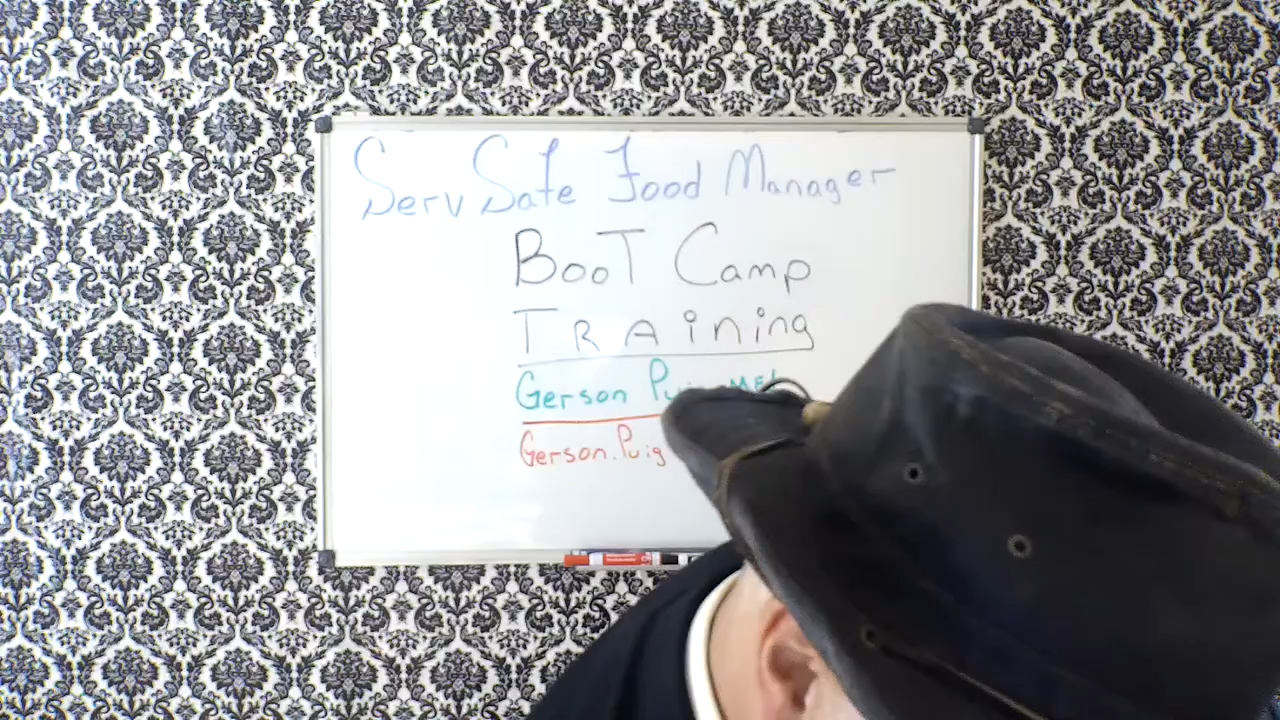 ServSafe Food Manager
BooT Camp
TRAining
Gerson
Gerson.Puig